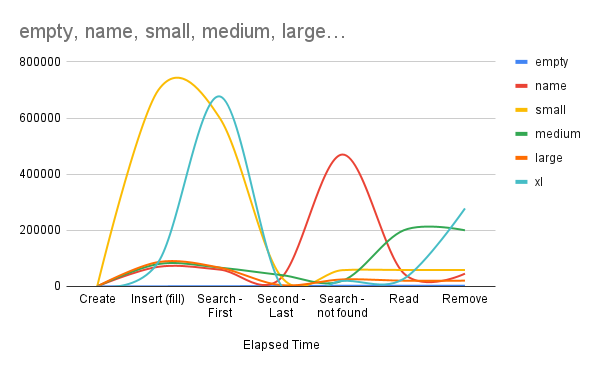 empty, name, small, medium, large...
800000
600000
400000
200000
0
empty
name
small
medium
large
xl
Create
Insert (fill)
Search -
First
Second -
Last
Search -
not found
Read
Remove
Elapsed Time